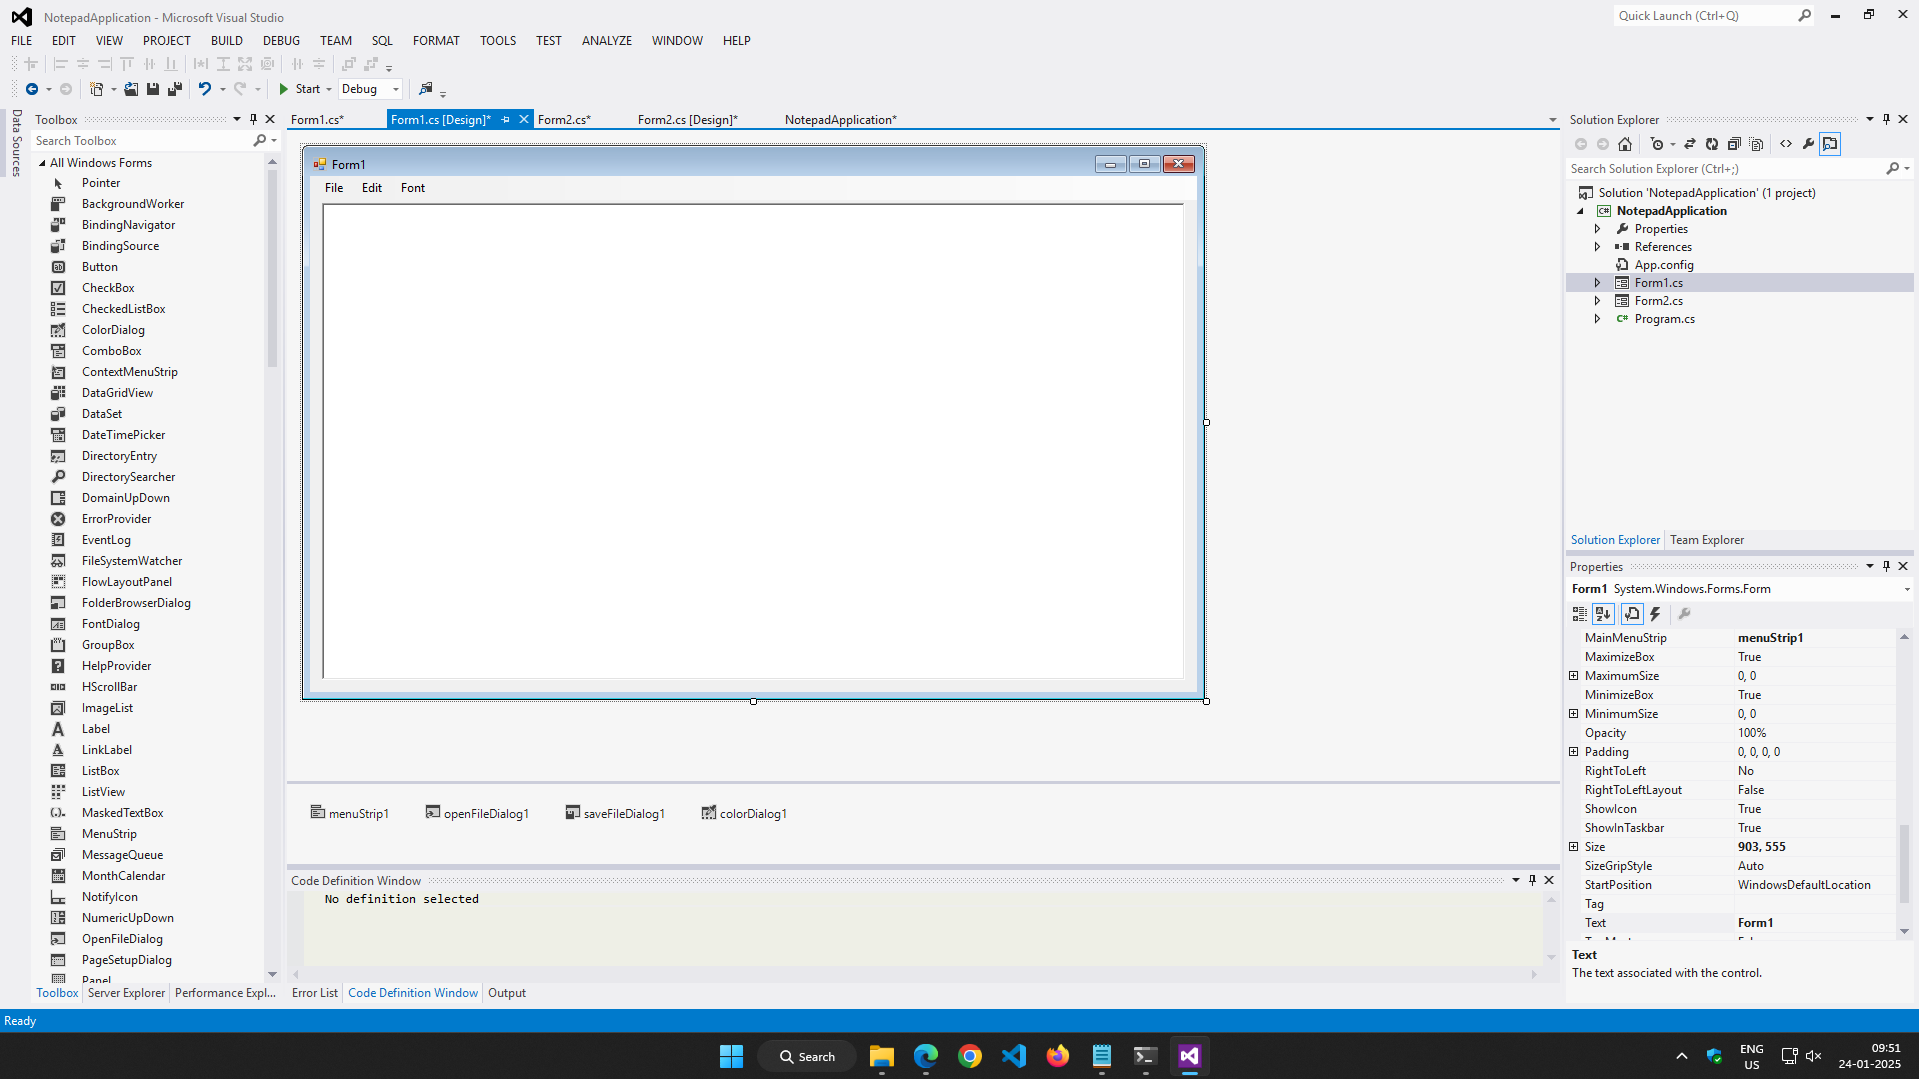 NotepadApplication - Microsoft Visual Studio
Quick Launch (Ctrl+Q)
FILE EDIT VIEW PROJECT BUILD DEBUG TEAM SQL FORMAT TOOLS TEST ANALYZE WINDOW HELP
Start Debug
Data Sources
Toolbox
Search Toolbox
All Windows Forms
Pointer
BackgroundWorker
BindingNavigator
BindingSource
Button
CheckBox
CheckedListBox
ColorDialog
ComboBox
ContextMenuStrip
DataGridView
DataSet
DateTimePicker
DirectoryEntry
DirectorySearcher
DomainUpDown
ErrorProvider
EventLog
FileSystemWatcher
FlowLayoutPanel
FolderBrowserDialog
FontDialog
GroupBox
HelpProvider
HScrollBar
ImageList
Label
LinkLabel
ListBox
ListView
MaskedTextBox
MenuStrip
MessageQueue
MonthCalendar
NotifyIcon
NumericUpDown
OpenFileDialog
PageSetupDialog
Panel
Toolbox Server Explorer Performance Expl...
Form1.cs* Form1.cs [Design]* Form2.cs* Form2.cs [Design]* NotepadApplication*
Form1
File Edit Font
menuStrip1 openFileDialog1 saveFileDialog1 colorDialog1
Code Definition Window
No definition selected
Error List Code Definition Window Output
Solution Explorer
Search Solution Explorer (Ctrl+;)
Solution 'NotepadApplication' (1 project)
NotepadApplication
Properties
References
App.config
Form1.cs
Form2.cs
Program.cs
Solution Explorer Team Explorer
Properties
Form1 System.Windows.Forms.Form
MainMenuStrip menuStrip1
MaximizeBox True
MaximumSize 0, 0
MinimizeBox True
MinimumSize 0, 0
Opacity 100%
Padding 0, 0, 0, 0
RightToLeft No
RightToLeftLayout False
ShowIcon True
ShowInTaskbar True
Size 903, 555
SizeGripStyle Auto
StartPosition WindowsDefaultLocation
Tag
Text Form1
Text
The text associated with the control.
Ready
Search
ENG
US
09:51
24-01-2025